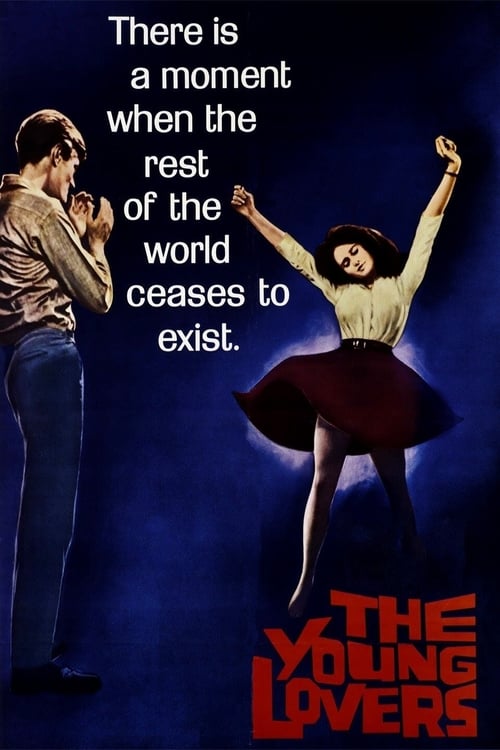 There is
a moment
when the
rest
of the
world
ceases to
exist.
THE
YOUNG
LOVERS